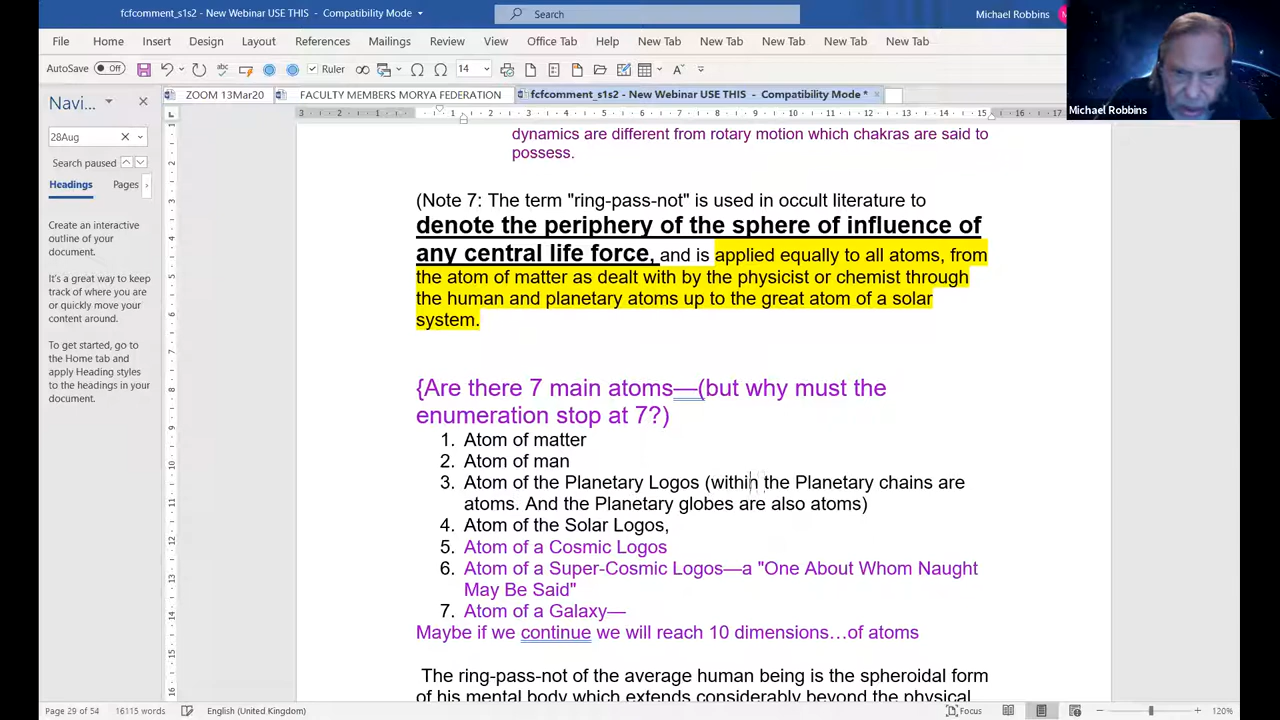 fcfcomment_s1s2 - New Webinar USE THIS - Compatibility Mode
Search
Michael Robbins
File Home Insert Design Layout References Mailings Review View Office Tab Help New Tab New Tab New Tab New Tab New Tab
AutoSave Off Ruler 14
ZOOM 13Mar20 FACULTY MEMBERS MORYA FEDERATION fcfcomment_s1s2 - New Webinar USE THIS - Compatibility Mode *
Michael Robbins
Navi...
28Aug
Search paused
Headings Pages
Create an interactive
outline of your
document.
It's a great way to keep
track of where you are
or quickly move your
content around.
To get started, go to
the Home tab and
apply Heading styles
to the headings in your
document.
dynamics are different from rotary motion which chakras are said to
possess.
(Note 7: The term "ring-pass-not" is used in occult literature to
denote the periphery of the sphere of influence of
any central life force, and is applied equally to all atoms, from
the atom of matter as dealt with by the physicist or chemist through
the human and planetary atoms up to the great atom of a solar
system.
{Are there 7 main atoms—(but why must the
enumeration stop at 7?)
1. Atom of matter
2. Atom of man
3. Atom of the Planetary Logos (within the Planetary chains are
atoms. And the Planetary globes are also atoms)
4. Atom of the Solar Logos,
5. Atom of a Cosmic Logos
6. Atom of a Super-Cosmic Logos—a "One About Whom Naught
May Be Said"
7. Atom of a Galaxy—
Maybe if we continue we will reach 10 dimensions…of atoms
The ring-pass-not of the average human being is the spheroidal form
of his mental body which extends considerably beyond the physical
Page 29 of 54 16115 words English (United Kingdom) Focus 120%